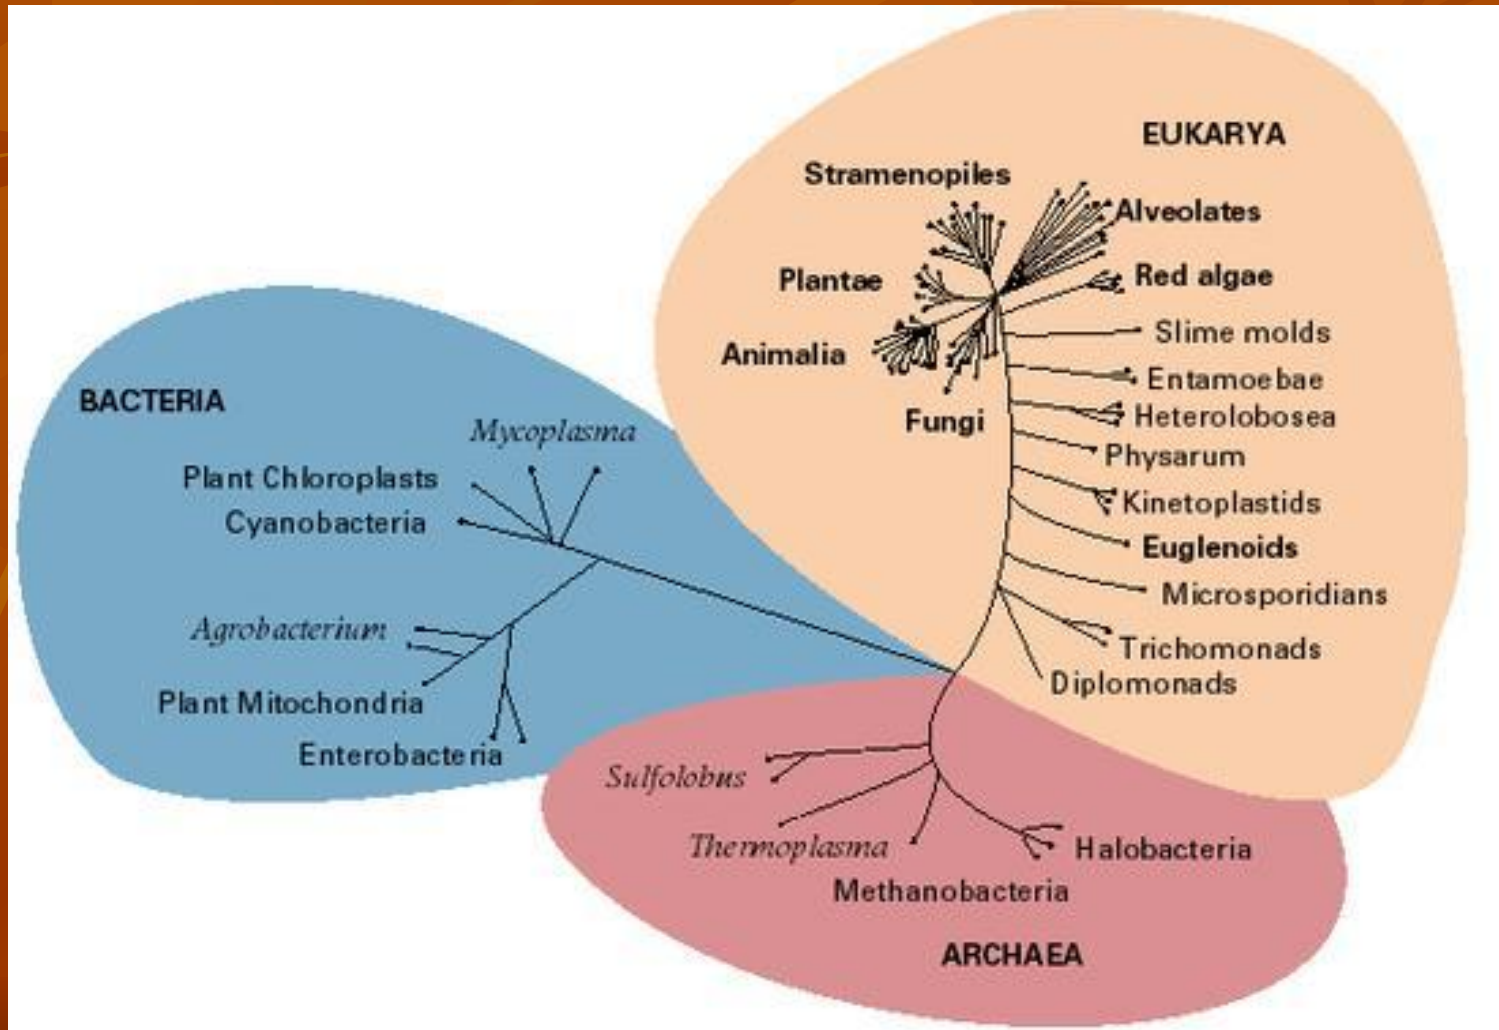 EUKARYA
Stramenopiles
Alveolates
Plantae
Red algae
Animalia
Slime molds
Entamoebae
Fungi
Heterolobosea
Physarum
Kinetoplastids
Euglenoids
Microsporidians
Trichomonads
Diplomonads
BACTERIA
Mycoplasma
Plant Chloroplasts
Cyanobacteria
Agrobacterium
Plant Mitochondria
Enterobacteria
Sulfolobus
Thermoplasma
Halobacteria
Methanobacteria
ARCHAEA